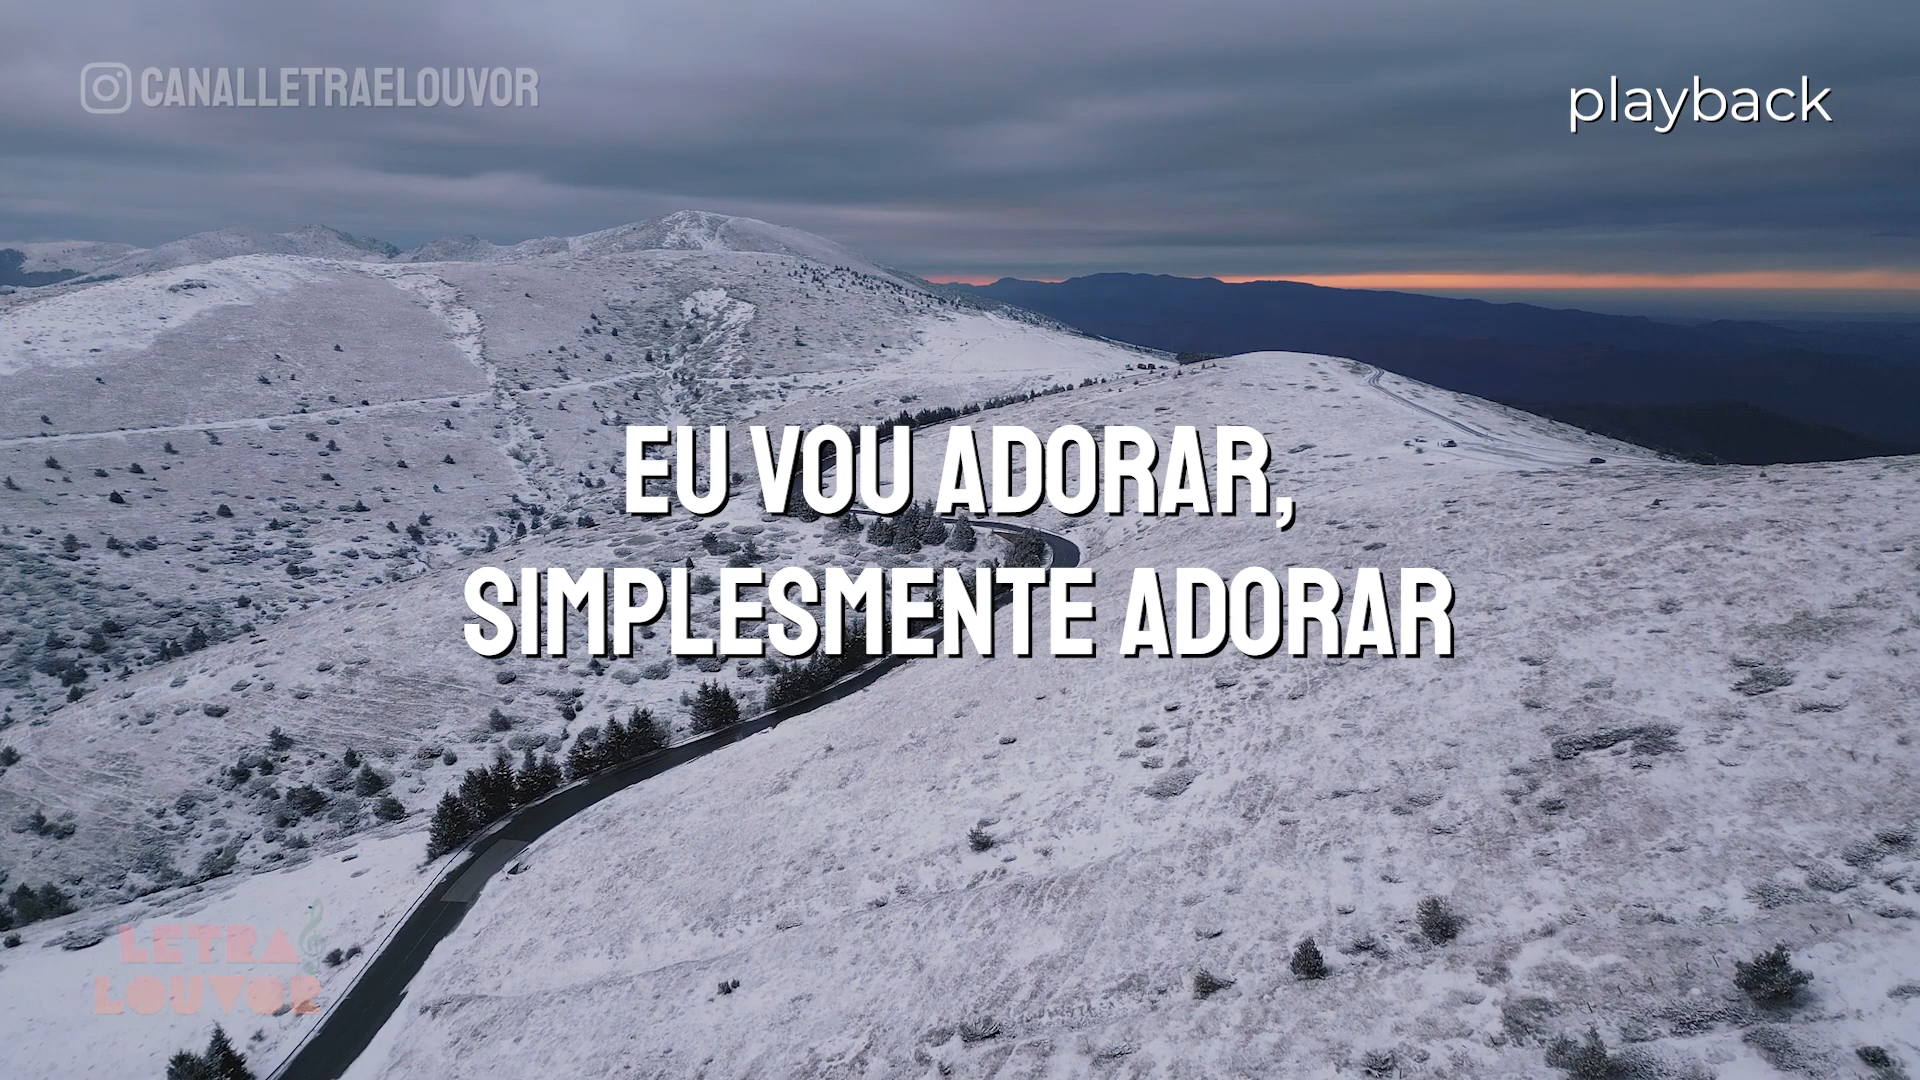 CANALLETRAELOUVOR
playback
EU VOU ADORAR,
SIMPLESMENTE ADORAR
LETRA
LOUVOR